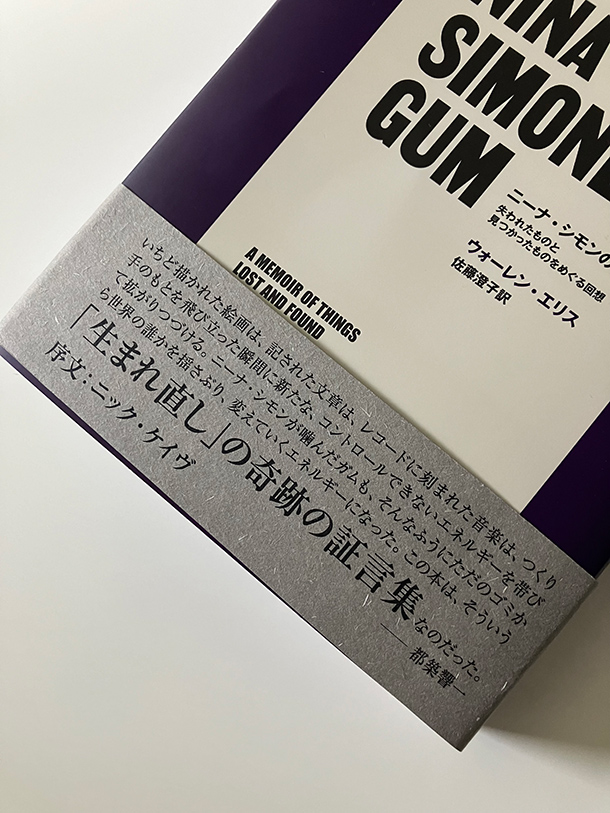 NINA
SIMONE
GUM
ニーナ・シモンの
失われたものと
見つかったものをめぐる回想
ウォーレン・エリス
佐藤澄子訳
A MEMOIR OF THINGS
LOST AND FOUND
いちど描かれた絵画は、記された文章は、レコードに刻まれた音楽は、つくり
手のもとを飛び立った瞬間に新たな、コントロールできないエネルギーを帯び
て拡がりつづける。ニーナ・シモンが噛んだガムも、そんなふうにただのゴミか
ら世界の誰かを揺さぶり、変えていくエネルギーになった。この本は、そういう
「生まれ直し」の奇跡の証言集なのだった。
——都築響一
序文：ニック・ケイヴ